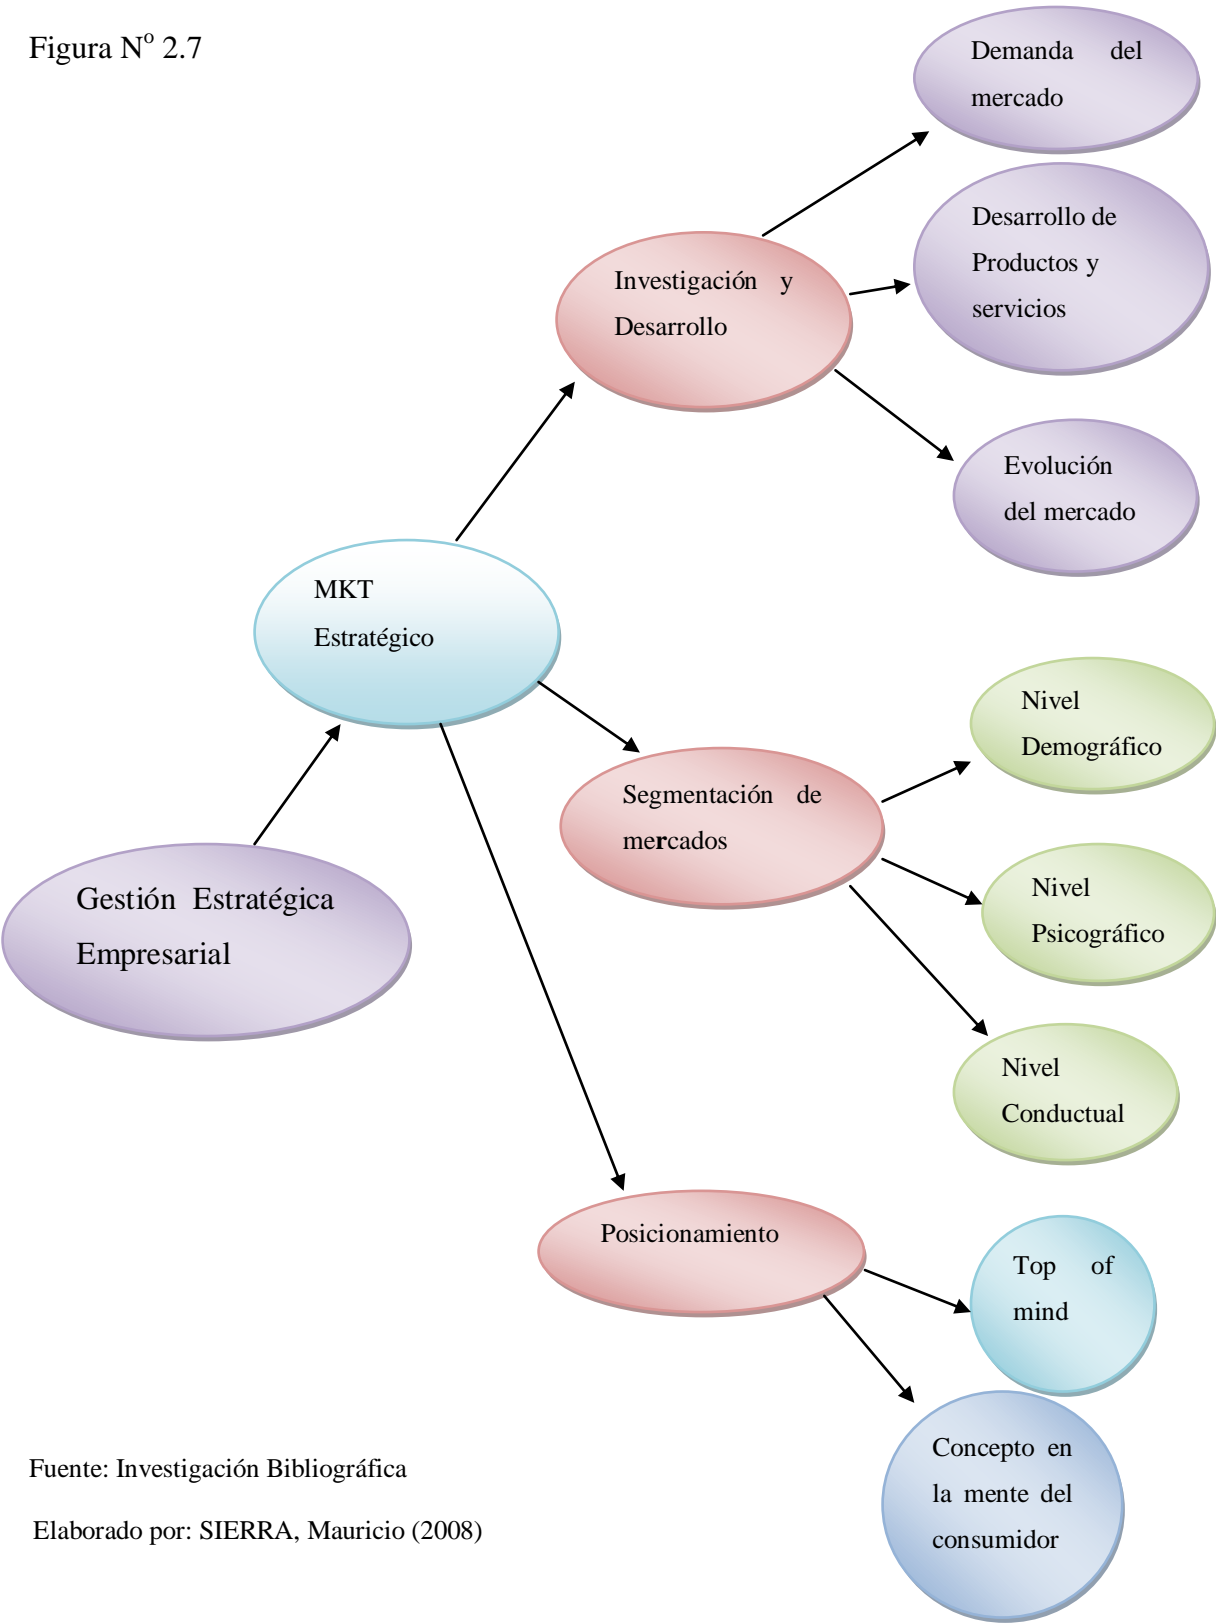 Figura Nº 2.7
Demanda del
mercado
Desarrollo de
Productos y
servicios
Investigación y
Desarrollo
Evolución
del mercado
MKT
Estratégico
Nivel
Demográfico
Segmentación de
mercados
Nivel
Psicográfico
Gestión Estratégica
Empresarial
Nivel
Conductual
Posicionamiento
Top of
mind
Concepto en
la mente del
consumidor
Fuente: Investigación Bibliográfica
Elaborado por: SIERRA, Mauricio (2008)